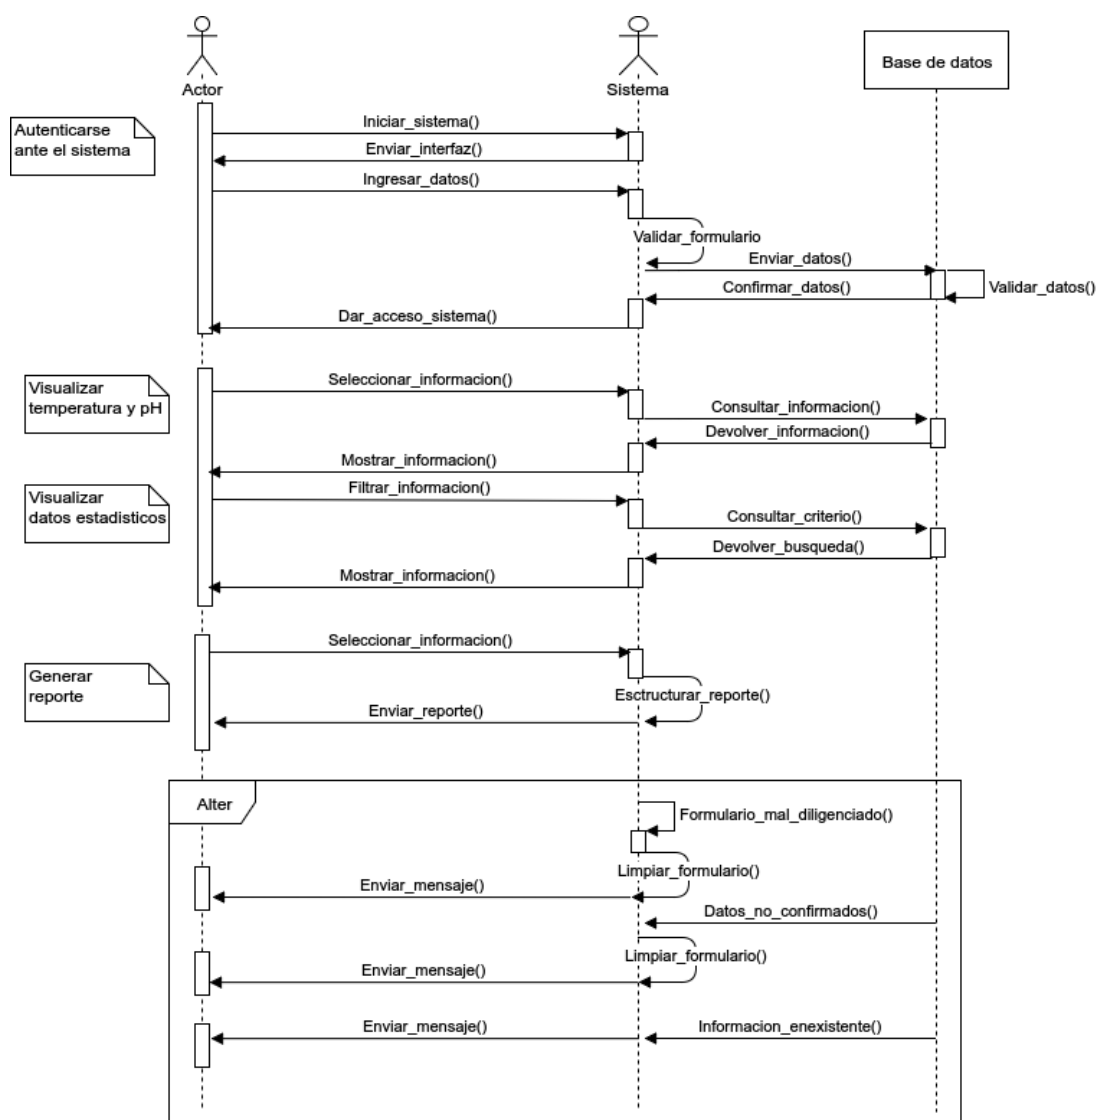 Actor
Sistema
Base de datos
Autenticarse
ante el sistema
Iniciar_sistema()
Enviar_interfaz()
Ingresar_datos()
Validar_formulario
Enviar_datos()
Validar_datos()
Confirmar_datos()
Dar_acceso_sistema()
Visualizar
temperatura y pH
Seleccionar_informacion()
Consultar_informacion()
Devolver_informacion()
Mostrar_informacion()
Visualizar
datos estadisticos
Filtrar_informacion()
Consultar_criterio()
Devolver_busqueda()
Mostrar_informacion()
Generar
reporte
Seleccionar_informacion()
Esctructurar_reporte()
Enviar_reporte()
Alter
Formulario_mal_diligenciado()
Limpiar_formulario()
Enviar_mensaje()
Datos_no_confirmados()
Limpiar_formulario()
Enviar_mensaje()
Enviar_mensaje()
Informacion_enexistente()